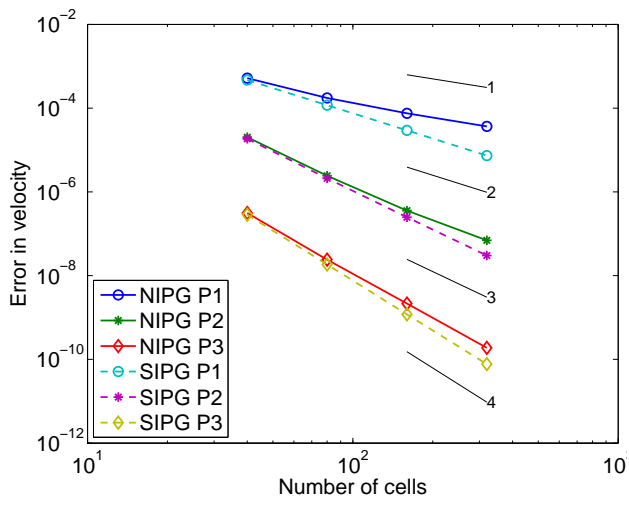 10^-2
10^-4
10^-6
10^-8
10^-10
10^-12
Error in velocity
1
2
3
4
NIPG P1
NIPG P2
NIPG P3
SIPG P1
SIPG P2
SIPG P3
10^1
10^2
10^3
Number of cells